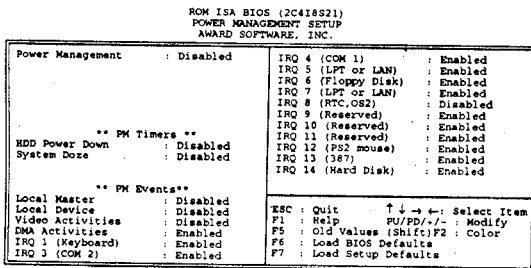 ROM ISA BIOS (2C4I8S21)
POWER MANAGEMENT SETUP
AWARD SOFTWARE, INC.
Power Management : Disabled
** PM Timers **
HDD Power Down : Disabled
System Doze : Disabled
** PM Events**
Local Master : Disabled
Local Device : Disabled
Video Activities : Disabled
DMA Activities : Enabled
IRQ 1 (Keyboard) : Enabled
IRQ 3 (COM 2) : Enabled
IRQ 4 (COM 1) : Enabled
IRQ 5 (LPT or LAN) : Enabled
IRQ 6 (Floppy Disk) : Enabled
IRQ 7 (LPT or LAN) : Enabled
IRQ 8 (RTC,OS2) : Disabled
IRQ 9 (Reserved) : Enabled
IRQ 10 (Reserved) : Enabled
IRQ 11 (Reserved) : Enabled
IRQ 12 (PS2 mouse) : Enabled
IRQ 13 (387) : Enabled
IRQ 14 (Hard Disk) : Enabled
ESC : Quit ↑ ↓ → ←: Select Item
F1 : Help PU/PD/+/- : Modify
F5 : Old Values (Shift)F2 : Color
F6 : Load BIOS Defaults
F7 : Load Setup Defaults